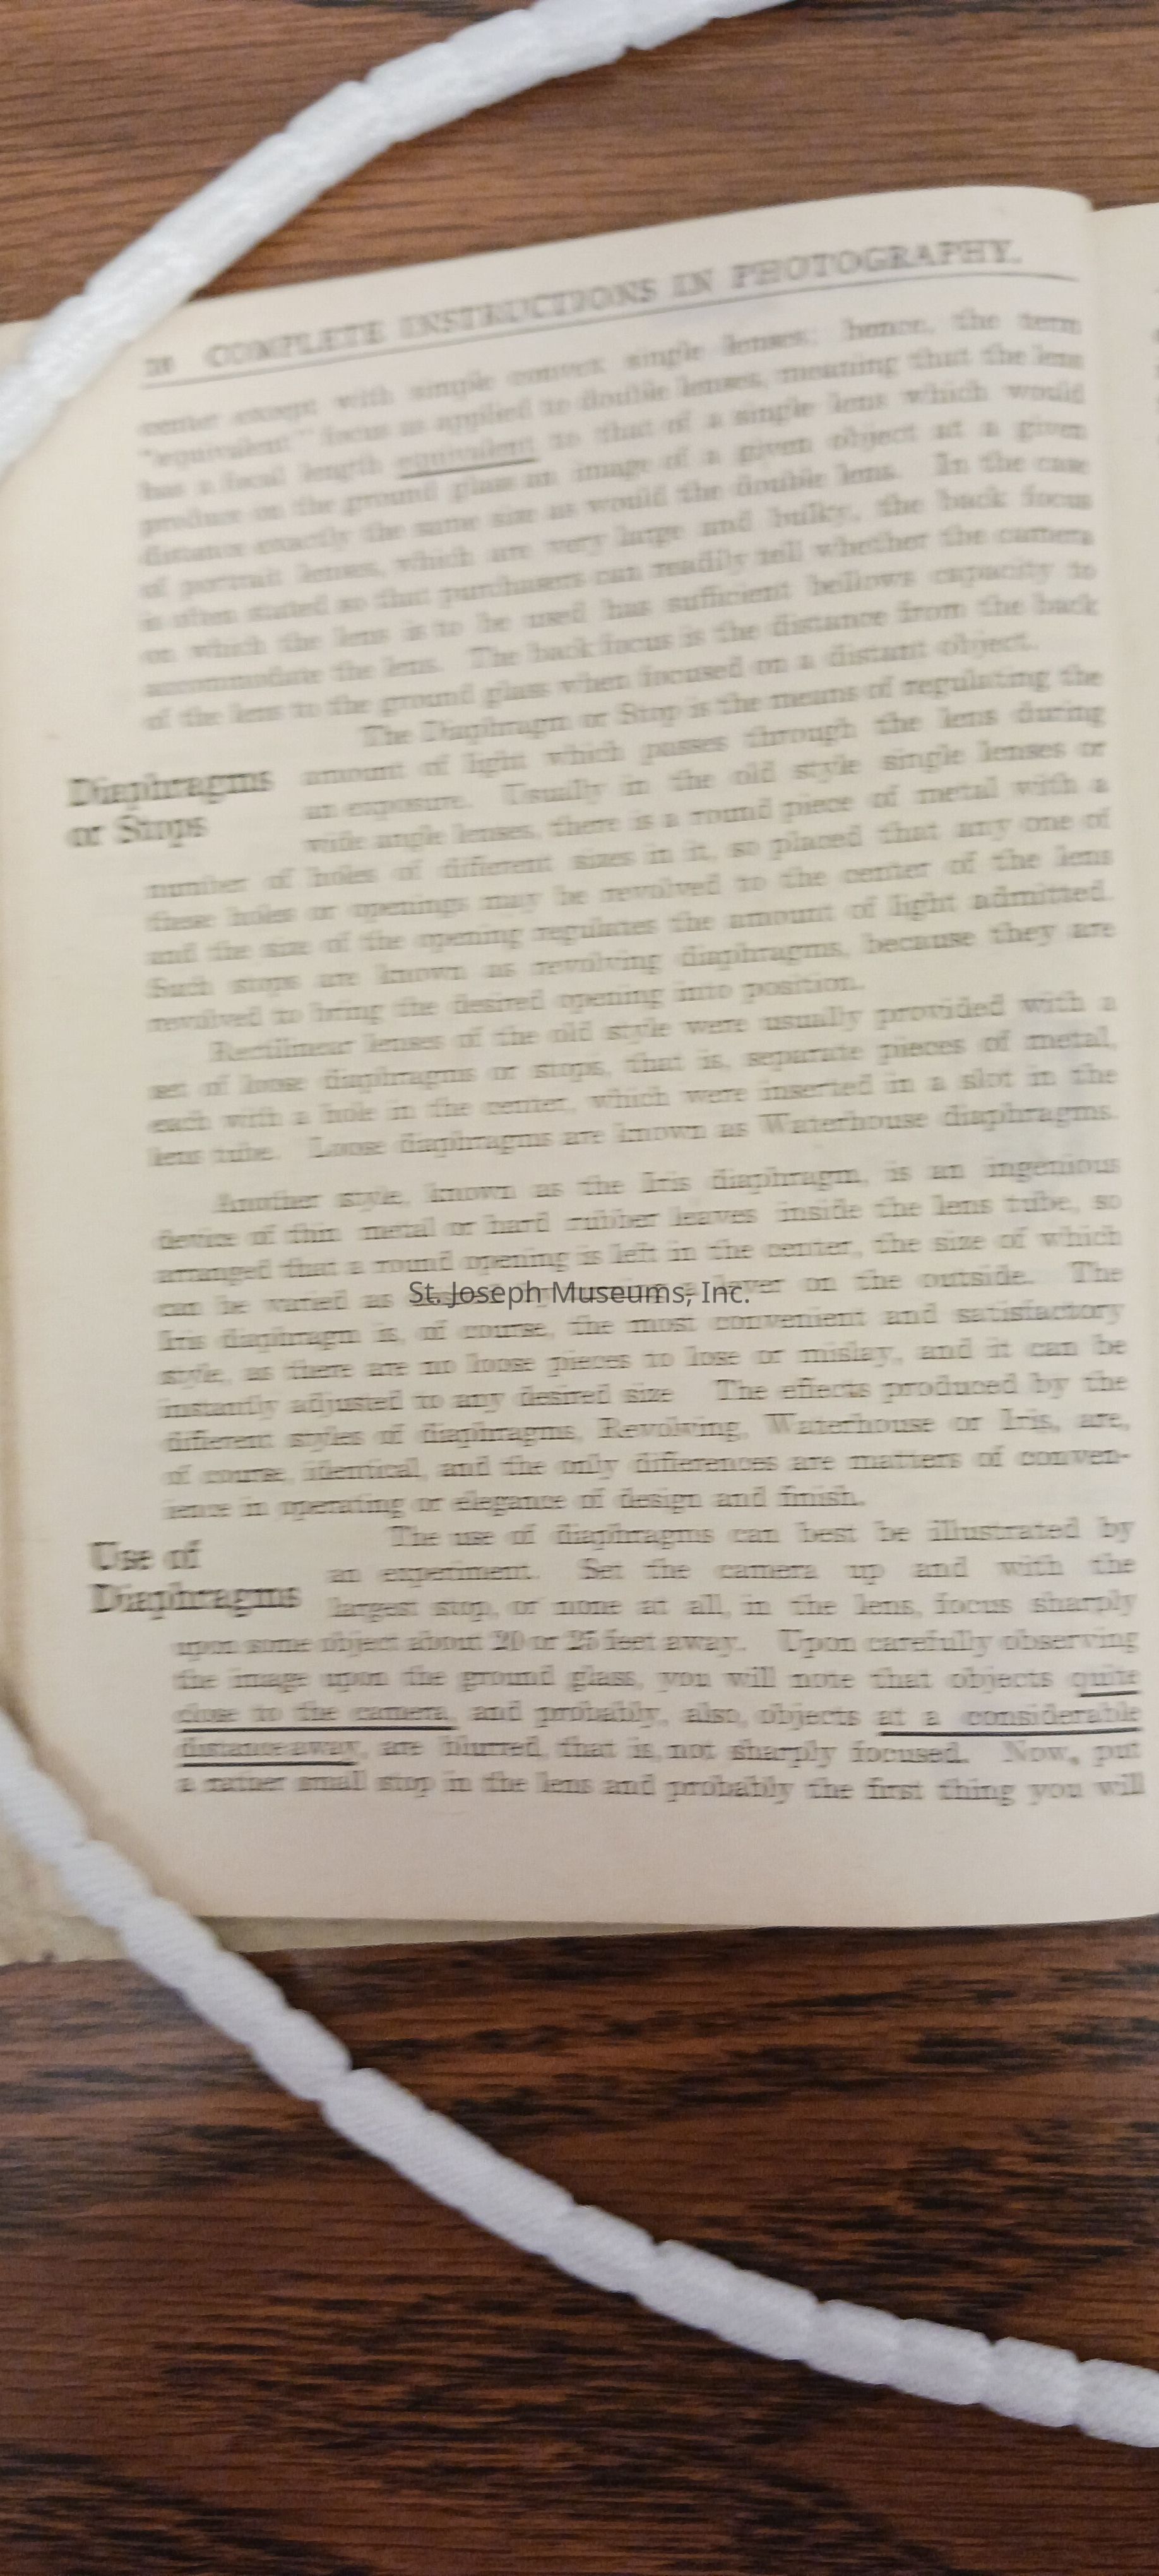 COMPLETE INSTRUCTIONS IN PHOTOGRAPHY.
except with simple convex single lenses; hence, the term
"equivalent" focus as applied to double lenses, meaning that the lens
has a focal length equivalent to that of a single lens which would
produce on the ground glass an image of a given object at a given
distance exactly the same size as would the double lens. In the case
of portrait lenses, which are very large and bulky, the back focus
is often stated so that purchasers can readily tell whether the camera
on which the lens is to be used has sufficient bellows capacity to
accommodate the lens. The back focus is the distance from the back
of the lens to the ground glass when focused on a distant object.
Diaphragms
or Stops
The Diaphragm or Stop is the means of regulating the
amount of light which passes through the lens during
an exposure. Usually in the old style single lenses or
wide angle lenses, there is a round piece of metal with a
number of holes of different sizes in it, so placed that any one of
these holes or openings may be revolved to the center of the lens
and the size of the opening regulates the amount of light admitted.
Such stops are known as revolving diaphragms, because they are
revolved to bring the desired opening into position.
Rectilinear lenses of the old style were usually provided with a
set of loose diaphragms or stops, that is, separate pieces of metal,
each with a hole in the center, which were inserted in a slot in the
lens tube. Loose diaphragms are known as Waterhouse diaphragms.
Another style, known as the Iris diaphragm, is an ingenious
device of thin metal or hard rubber leaves inside the lens tube, so
arranged that a round opening is left in the center, the size of which
can be varied as lever on the outside. The
St. Joseph Museums, Inc.
Iris diaphragm is, of course, the most convenient and satisfactory
style, as there are no loose pieces to lose or mislay, and it can be
instantly adjusted to any desired size The effects produced by the
different styles of diaphragms, Revolving, Waterhouse or Iris, are,
of course, identical, and the only differences are matters of conven-
ience in operating or elegance of design and finish.
Use of
Diaphragms
The use of diaphragms can best be illustrated by
an experiment. Set the camera up and with the
largest stop, or none at all, in the lens, focus sharply
upon some object about 20 or 25 feet away. Upon carefully observing
the image upon the ground glass, you will note that objects quite
close to the camera, and probably, also, objects at a considerable
distance away, are blurred, that is, not sharply focused. Now, put
a rather small stop in the lens and probably the first thing you will